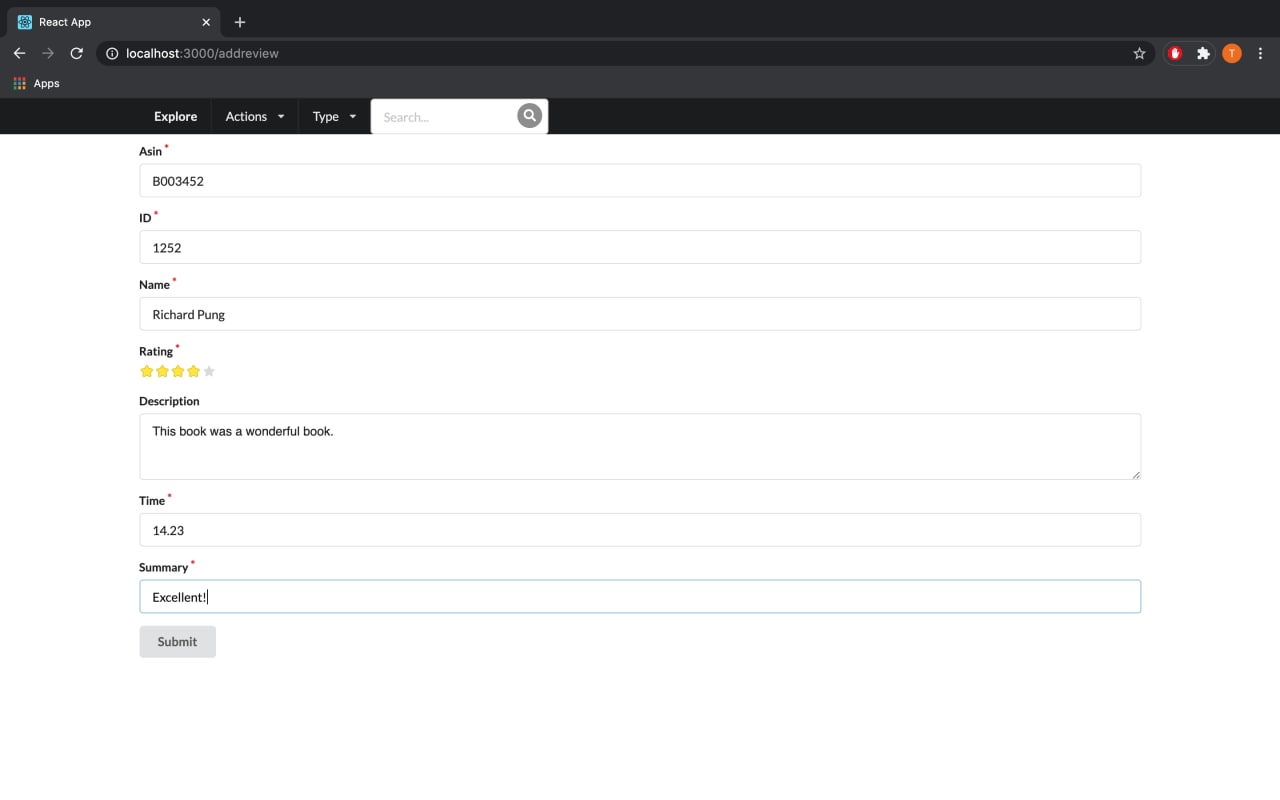 React App
localhost:3000/addreview
T
Apps
Explore Actions Type Search...
Asin *
B003452
ID *
1252
Name *
Richard Pung
Rating *
Description
This book was a wonderful book.
Time *
14.23
Summary *
Excellent!
Submit